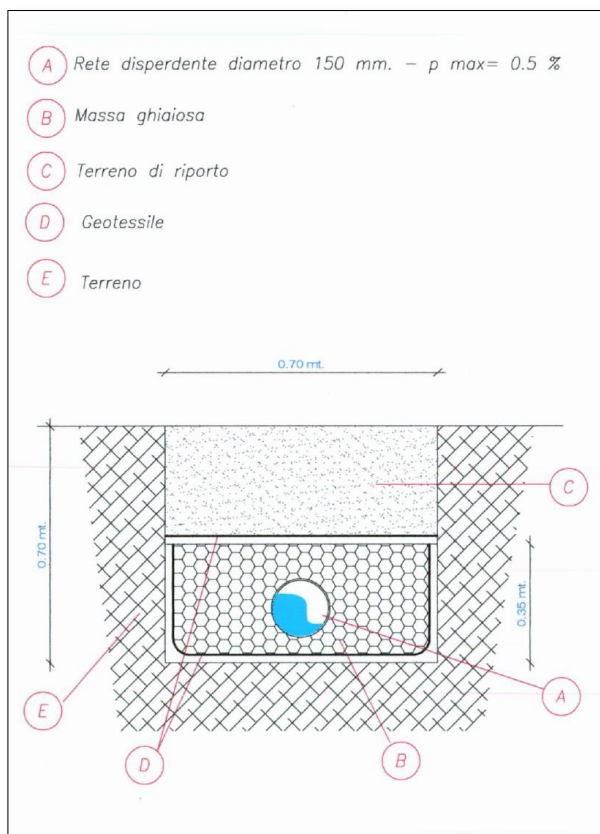 A Rete disperdente diametro 150 mm. - p max= 0.5 %
B Massa ghiaiosa
C Terreno di riporto
D Geotessile
E Terreno
0.70 mt.
C
0.70 mt.
0.35 mt.
A
E
B
D